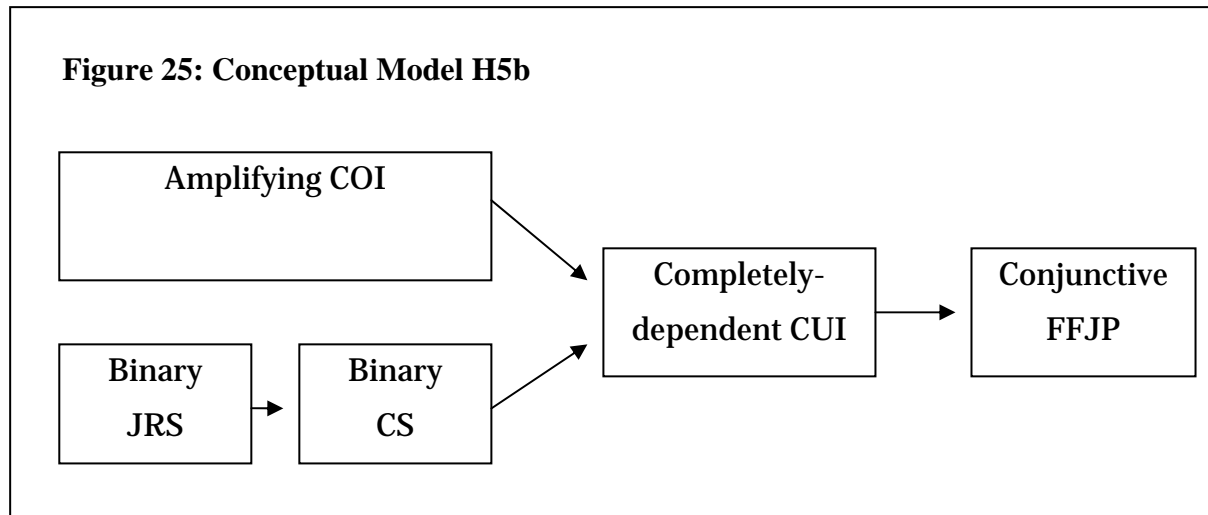 Figure 25: Conceptual Model H5b
Amplifying COI
Completely-
dependent CUI
Conjunctive
FFJP
Binary
JRS
Binary
CS